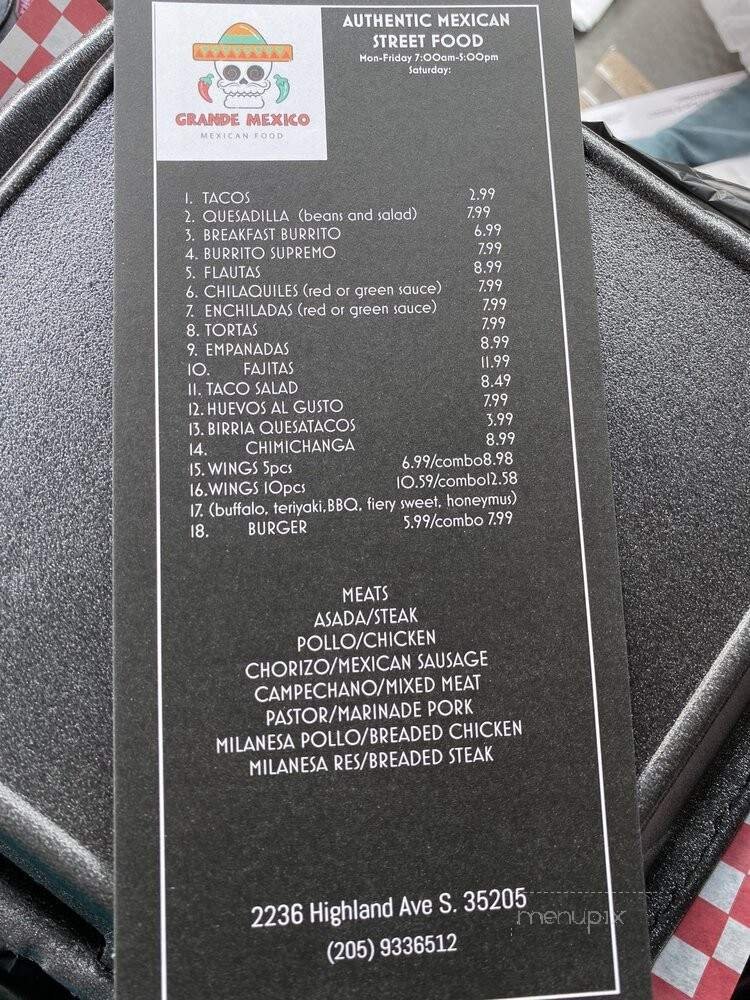 AUTHENTIC MEXICAN
STREET FOOD
Mon-Friday 7:00am-5:00pm
Saturday:
GRANDE MEXICO
MEXICAN FOOD
1. TACOS 2.99
2. QUESADILLA (beans and salad) 7.99
3. BREAKFAST BURRITO 6.99
4. BURRITO SUPREMO 7.99
5. FLAUTAS 8.99
6. CHILAQUILES (red or green sauce) 7.99
7. ENCHILADAS (red or green sauce) 7.99
8. TORTAS 7.99
9. EMPANADAS 8.99
10. FAJITAS 11.99
11. TACO SALAD 8.49
12. HUEVOS AL GUSTO 7.99
13. BIRRIA QUESATACOS 3.99
14. CHIMICHANGA 8.99
15. WINGS 5pcs 6.99/combo8.98
16. WINGS 10pcs 10.59/combo12.58
17. (buffalo, teriyaki,BBQ, fiery sweet, honeymus)
18. BURGER 5.99/combo 7.99
MEATS
ASADA/STEAK
POLLO/CHICKEN
CHORIZO/MEXICAN SAUSAGE
CAMPECHANO/MIXED MEAT
PASTOR/MARINADE PORK
MILANESA POLLO/BREADED CHICKEN
MILANESA RES/BREADED STEAK
2236 Highland Ave S. 35205
(205) 9336512
menupix